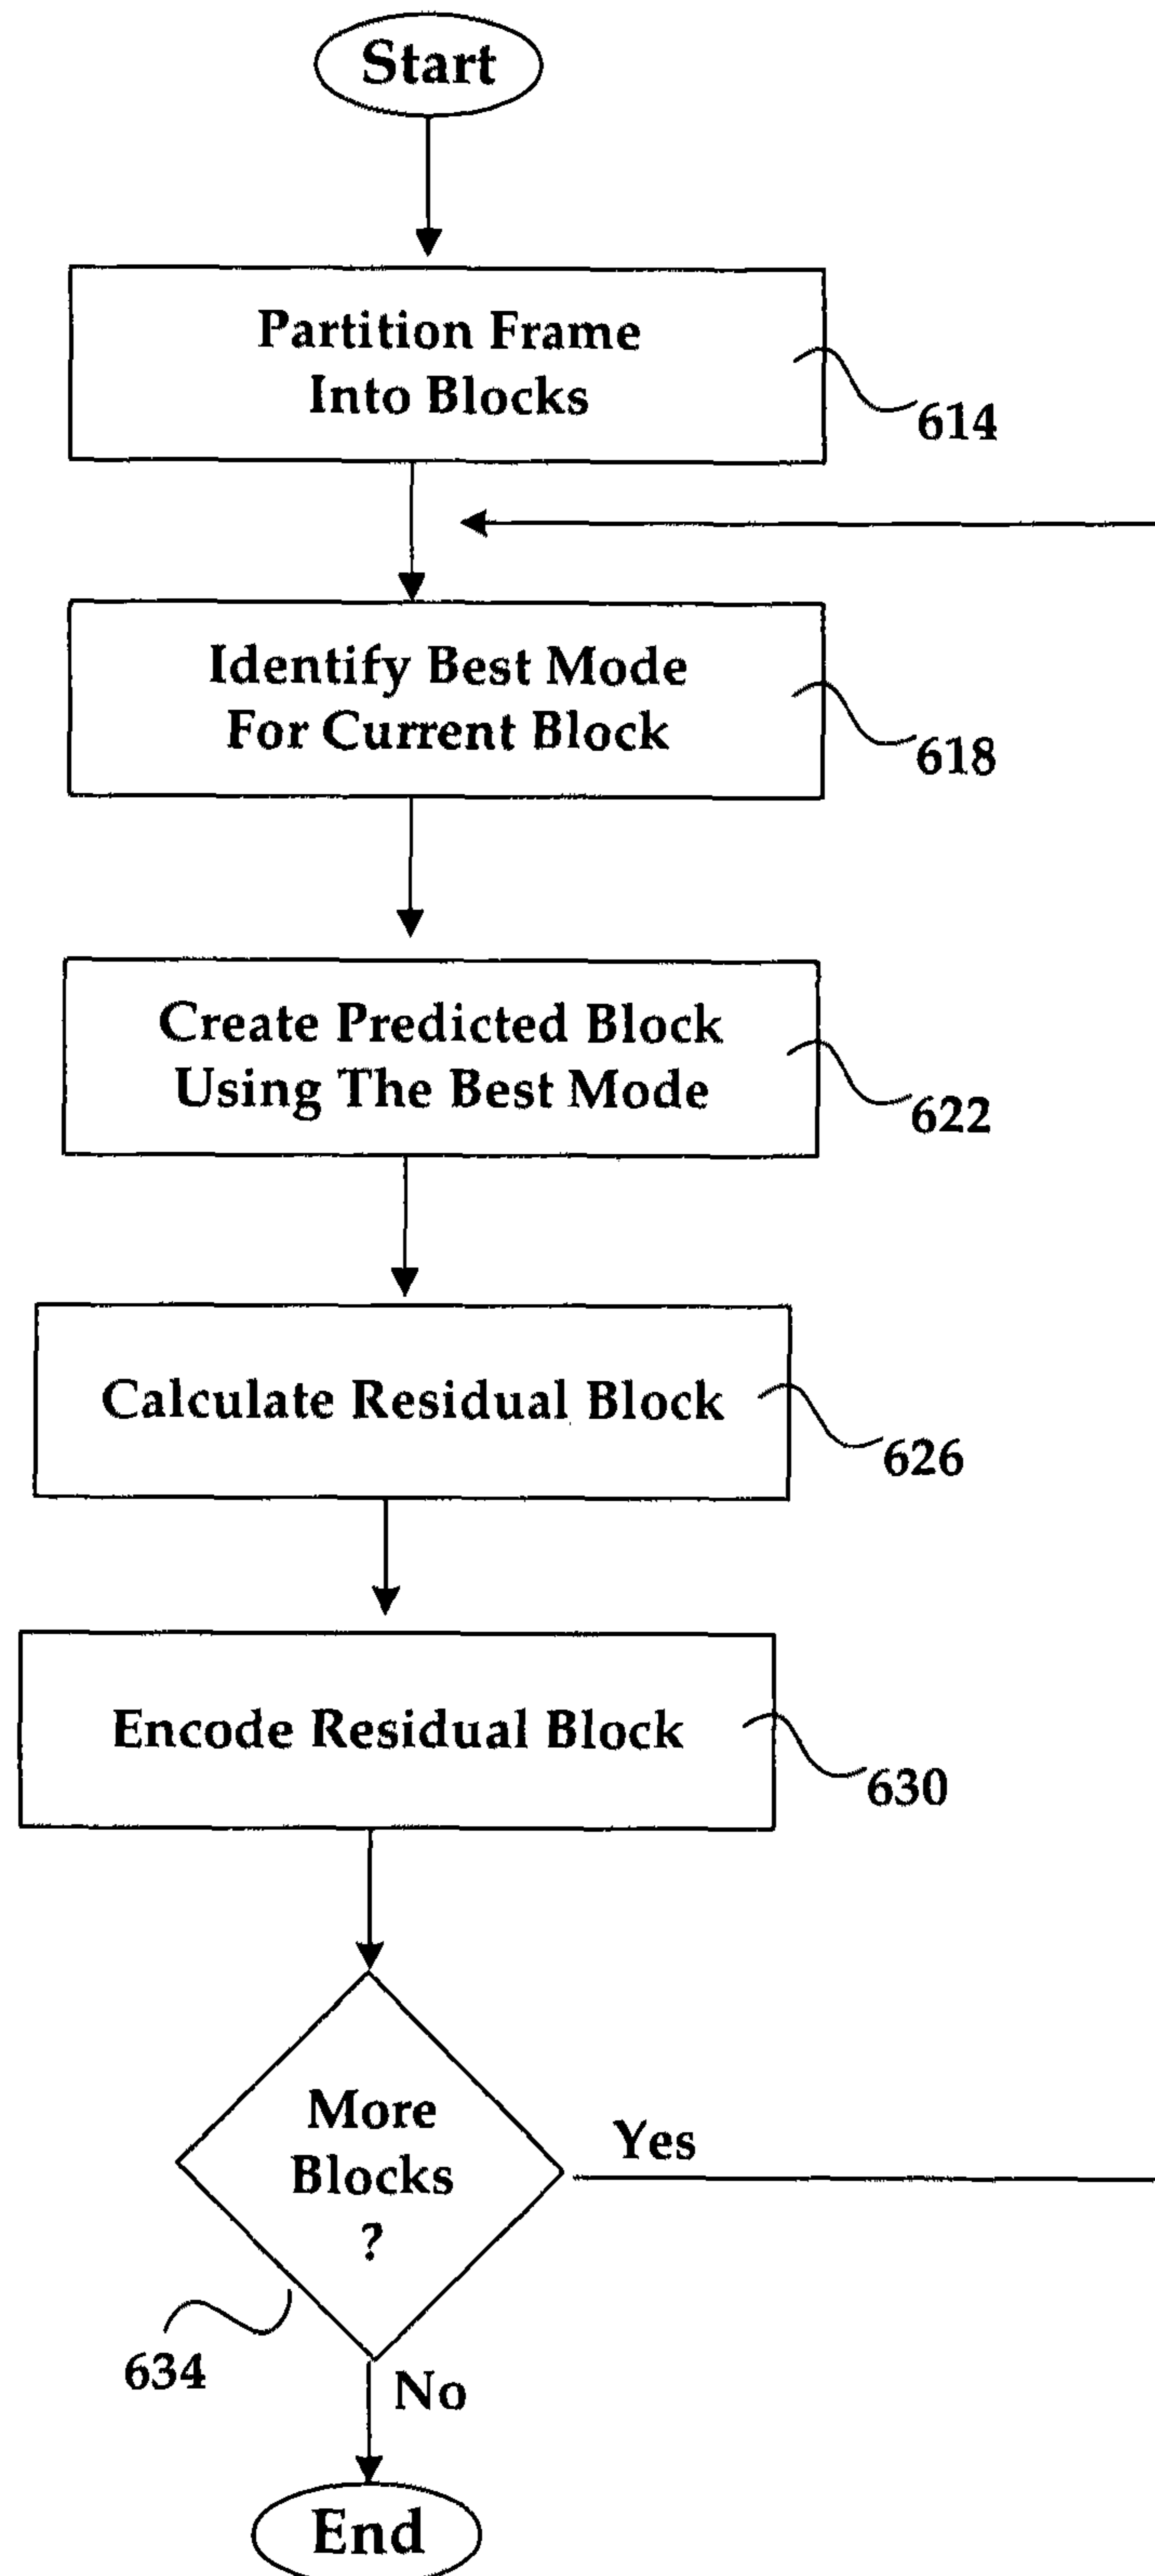 Start
Partition Frame
Into Blocks
614
Identify Best Mode
For Current Block
618
Create Predicted Block
Using The Best Mode
622
Calculate Residual Block
626
Encode Residual Block
630
More
Blocks
?
Yes
634
No
End